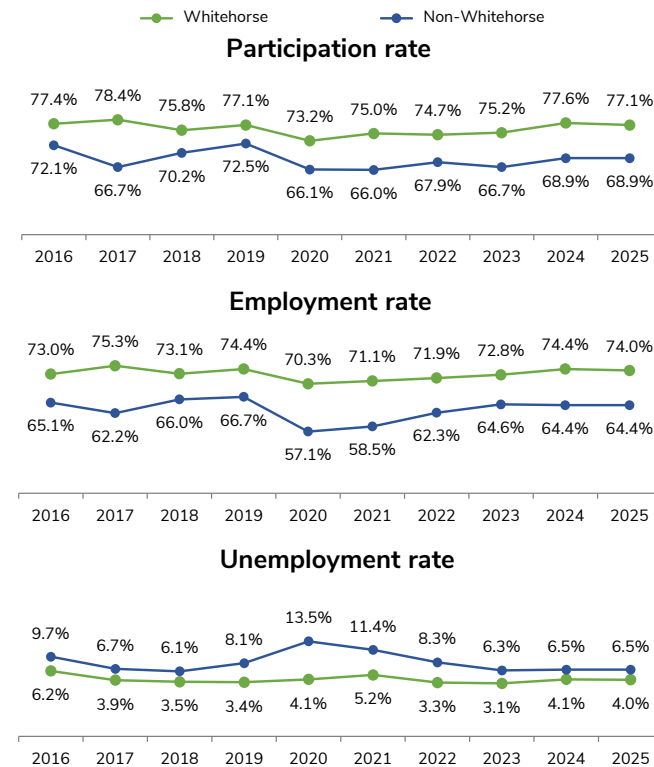 Whitehorse Non-Whitehorse
Participation rate
77.4% 78.4% 75.8% 77.1% 73.2% 75.0% 74.7% 75.2% 77.6% 77.1%
72.1% 66.7% 70.2% 72.5% 66.1% 66.0% 67.9% 66.7% 68.9% 68.9%
2016 2017 2018 2019 2020 2021 2022 2023 2024 2025
Employment rate
73.0% 75.3% 73.1% 74.4% 70.3% 71.1% 71.9% 72.8% 74.4% 74.0%
65.1% 62.2% 66.0% 66.7% 57.1% 58.5% 62.3% 64.6% 64.4% 64.4%
2016 2017 2018 2019 2020 2021 2022 2023 2024 2025
Unemployment rate
9.7% 6.7% 6.1% 8.1% 13.5% 11.4% 8.3% 6.3% 6.5% 6.5%
6.2% 3.9% 3.5% 3.4% 4.1% 5.2% 3.3% 3.1% 4.1% 4.0%
2016 2017 2018 2019 2020 2021 2022 2023 2024 2025